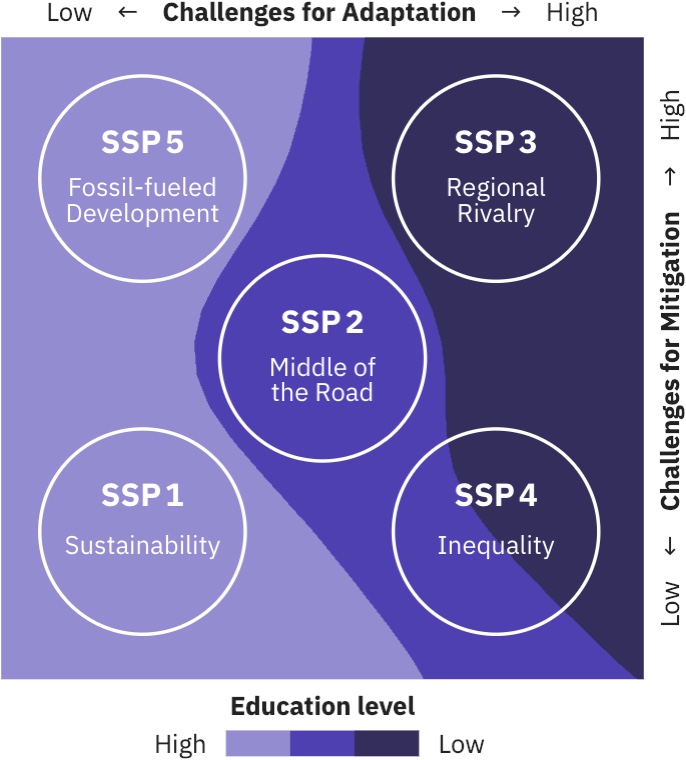 Low ← Challenges for Adaptation → High
SSP 5
Fossil-fueled
Development
SSP 3
Regional
Rivalry
SSP 2
Middle of
the Road
SSP 1
Sustainability
SSP 4
Inequality
Low ← Challenges for Mitigation → High
Education level
High Low